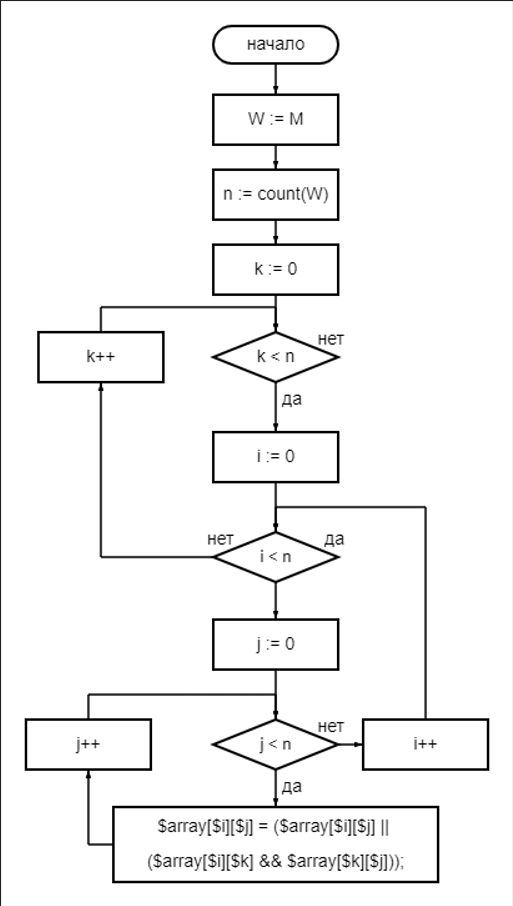 начало
W := M
n := count(W)
k := 0
нет
k++
k < n
да
i := 0
нет
да
i < n
j := 0
нет
j++
j < n
i++
да
$array[$i][$j] = ($array[$i][$j] ||
($array[$i][$k] && $array[$k][$j]));